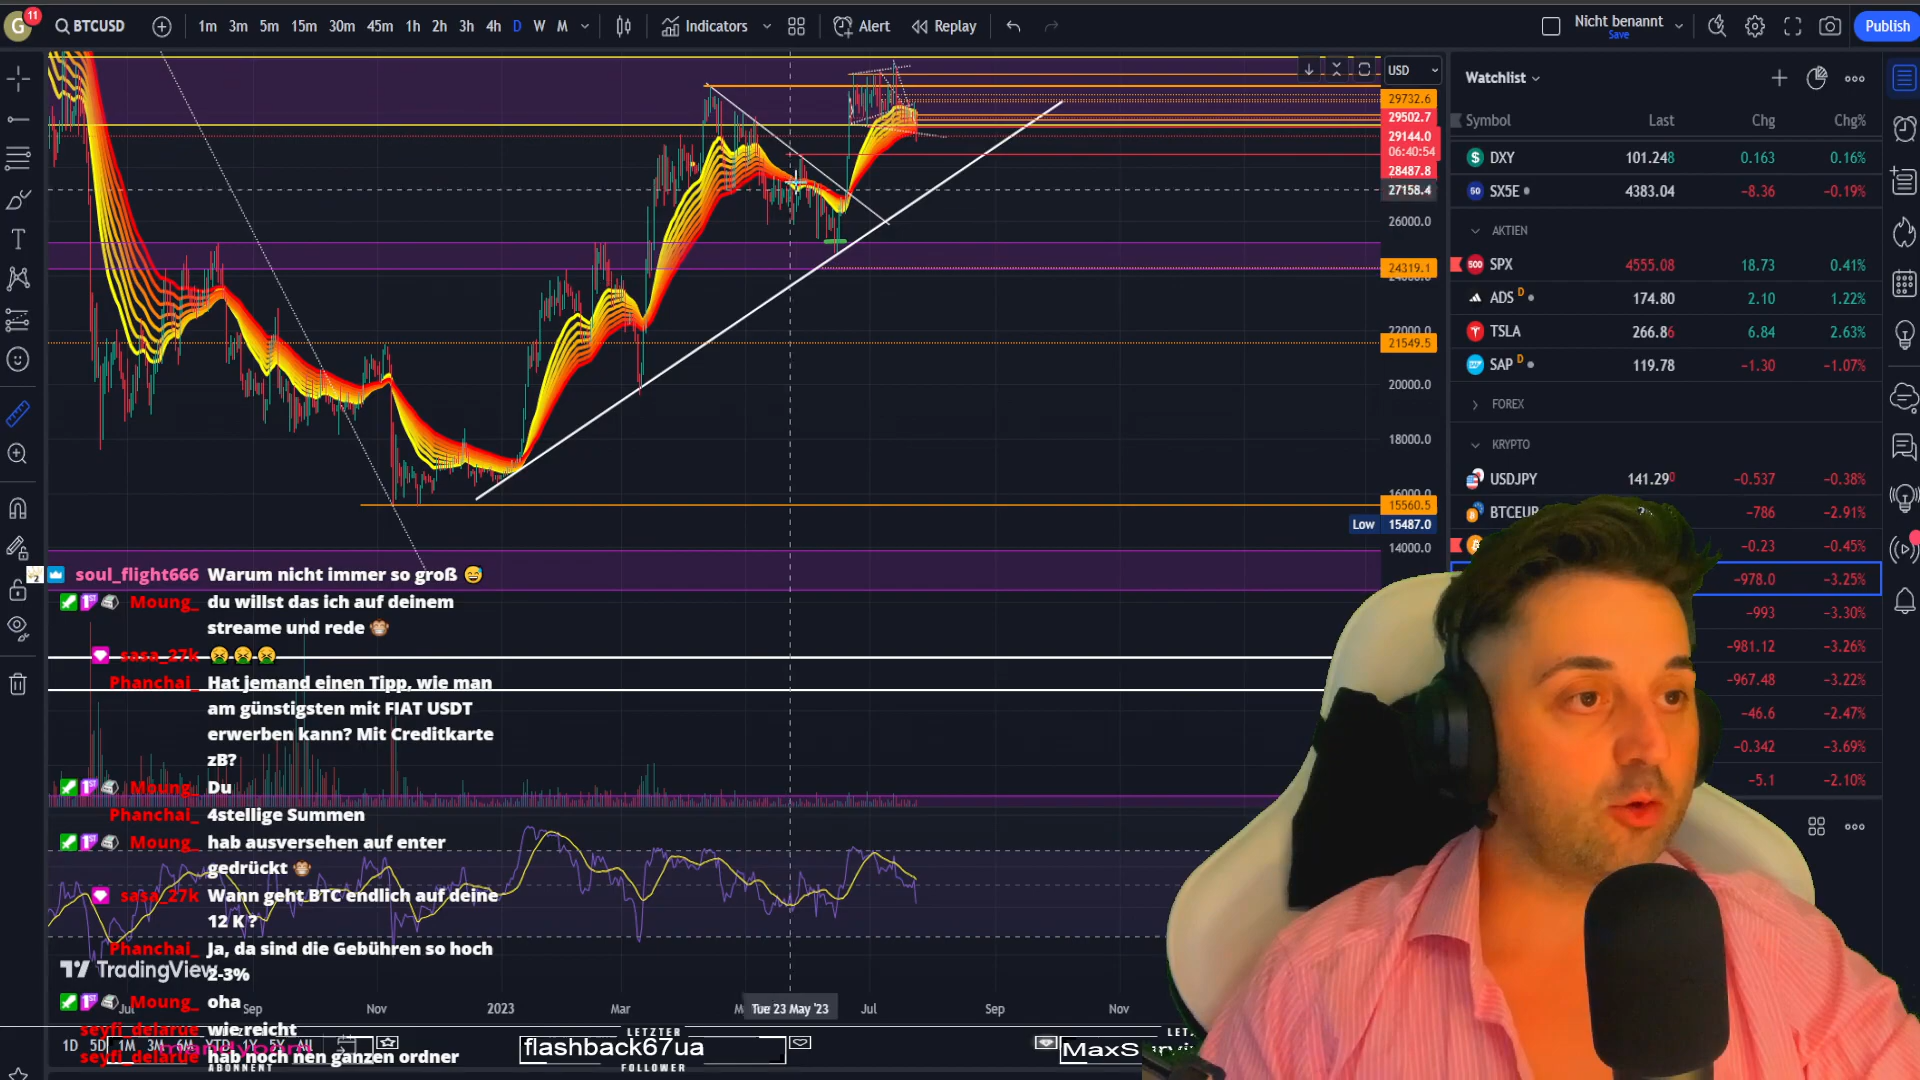 G 11 BTCUSD 1m 3m 5m 15m 30m 45m 1h 2h 3h 4h D W M Indicators Alert Replay Nicht benannt Save Publish
USD
29732.6
29502.7
29144.0
06:40:54
28487.8
27158.4
26000.0
24319.1
22000.0
21549.5
20000.0
18000.0
16000.0
15560.5
Low 15487.0
14000.0
Watchlist
Symbol Last Chg Chg%
DXY 101.248 0.163 0.16%
SX5E 4383.04 −8.36 −0.19%
AKTIEN
SPX 4555.08 18.73 0.41%
ADS D 174.80 2.10 1.22%
TSLA 266.86 6.84 2.63%
SAP D 119.78 −1.30 −1.07%
FOREX
KRYPTO
USDJPY 141.290 −0.537 −0.38%
BTCEUR −786 −2.91%
−0.23 −0.45%
−978.0 −3.25%
−993 −3.30%
−981.12 −3.26%
−967.48 −3.22%
−46.6 −2.47%
−0.342 −3.69%
−5.1 −2.10%
soul_flight666 Warum nicht immer so groß 😅
Moung_ du willst das ich auf deinem
streame und rede 🐵
sasa_27k 🤮 🤮 🤮
Phanchai_ Hat jemand einen Tipp, wie man
am günstigsten mit FIAT USDT
erwerben kann? Mit Creditkarte
zB?
Moung_ Du
Phanchai_ 4stellige Summen
Moung_ hab ausversehen auf enter
gedrückt 🐵
sasa_27k Wann geht BTC endlich auf deine
12 K ?
Phanchai_ Ja, da sind die Gebühren so hoch
2-3%
TradingView
Moung_ oha
Jul Sep Nov 2023 Mar Tue 23 May '23 Jul Sep Nov
seyfi_delarue wie reicht
1D 5D 1M 3M 6M YTD 1Y 5Y All
seyfi_delarue hab noch nen ganzen ordner
ABONNENT
LETZTER
flashback67ua
FOLLOWER